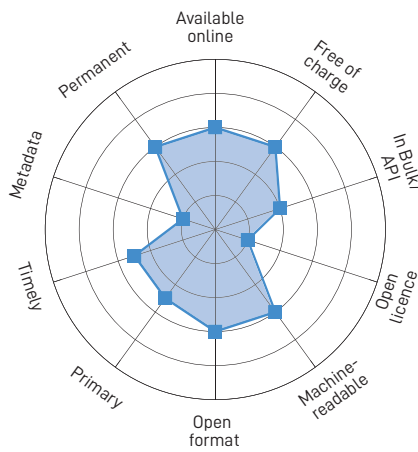 Available
online
Free of
charge
In Bulk/
API
Open
licence
Machine-
readable
Open
format
Primary
Timely
Metadata
Permanent